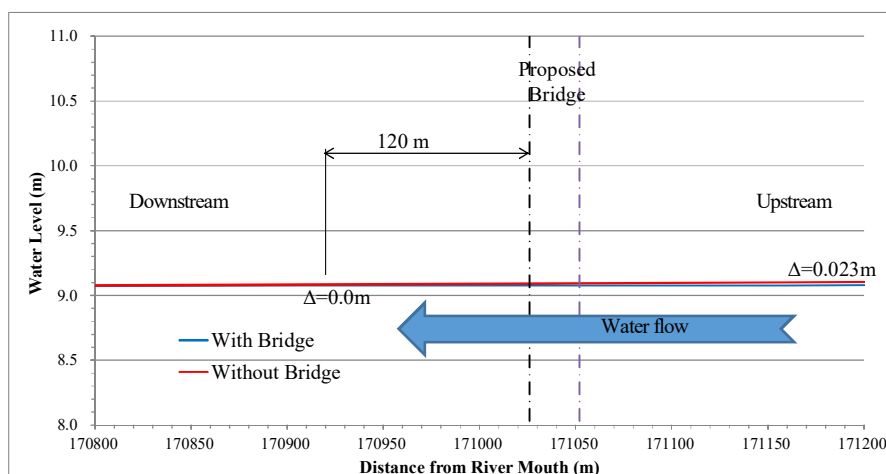 11.0
Proposed
Bridge
10.5
120 m
10.0
Water Level (m)
Downstream
Upstream
9.5
Δ=0.023m
9.0
Δ=0.0m
Water flow
With Bridge
8.5
Without Bridge
8.0
170800 170850 170900 170950 171000 171050 171100 171150 171200
Distance from River Mouth (m)